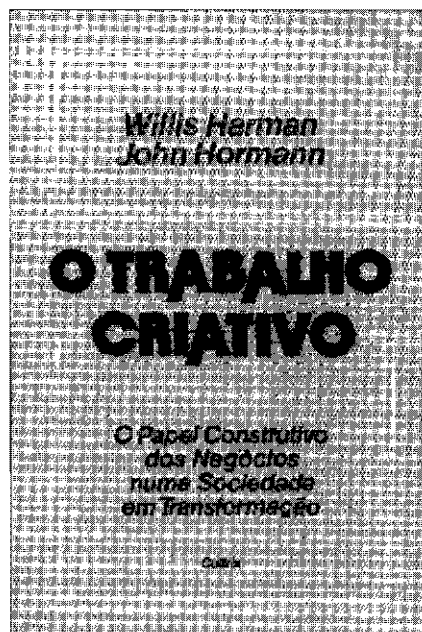 Willis Harman
John Hormann
O TRABALHO
CRIATIVO
O Papel Construtivo
dos Negócios
numa Sociedade
em Transformação
Cultrix